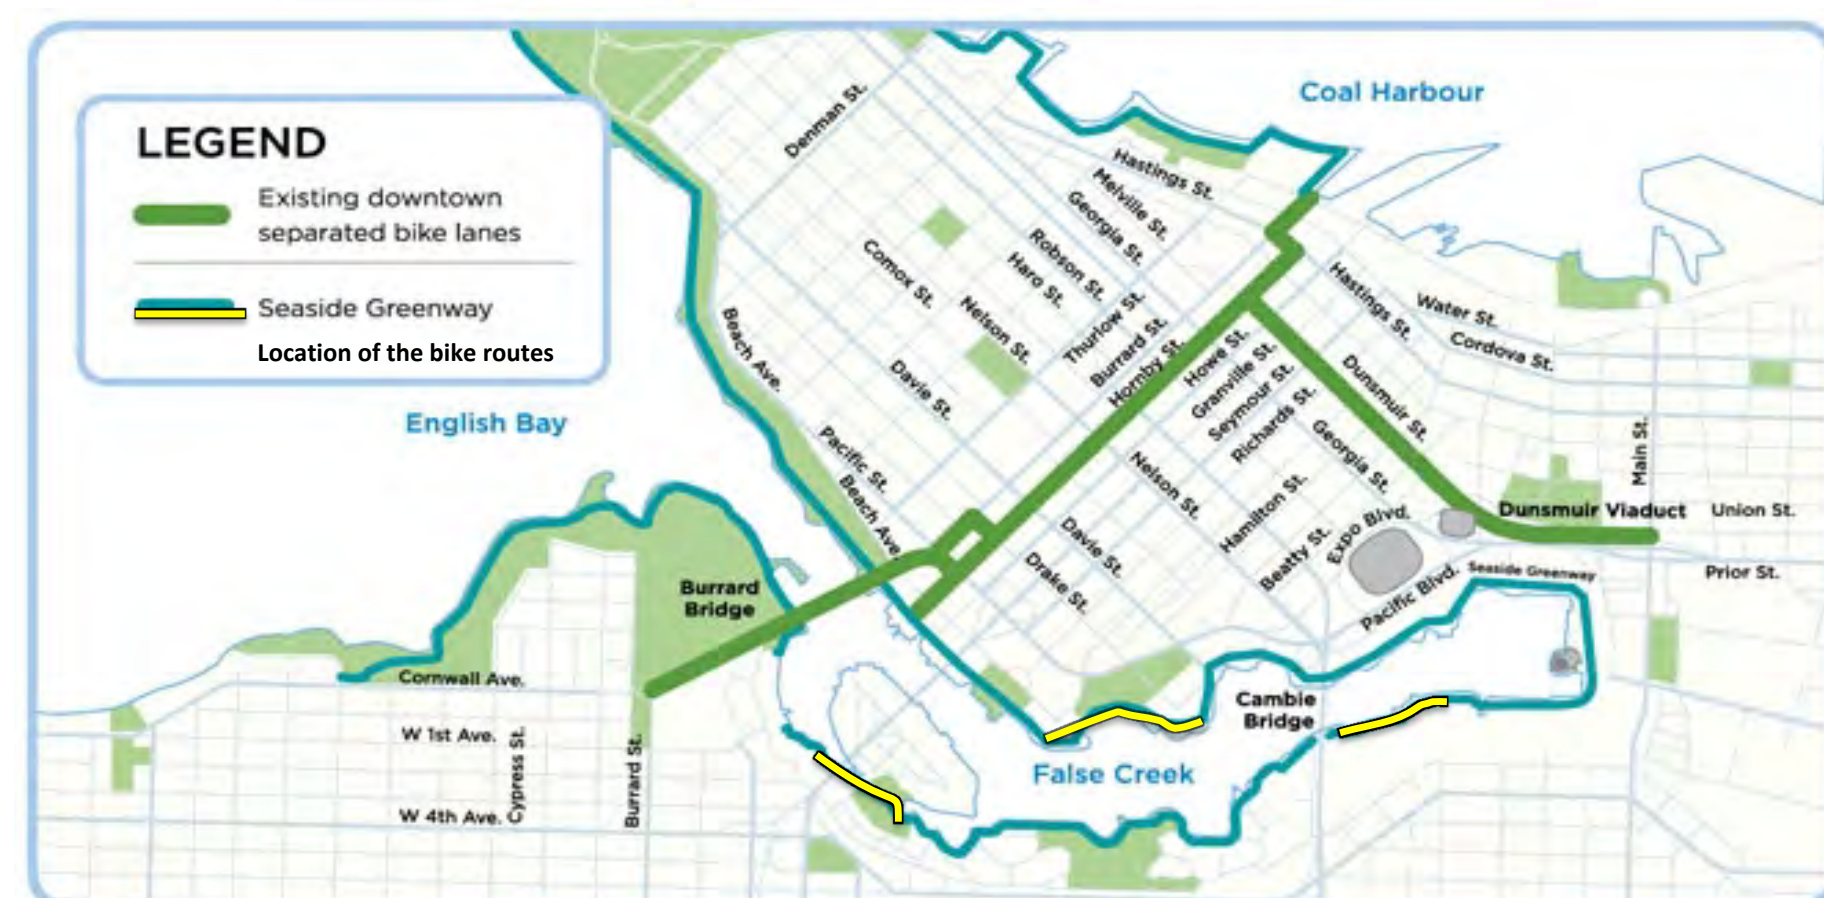 LEGEND
Existing downtown
separated bike lanes
Seaside Greenway
Location of the bike routes
Coal Harbour
English Bay
False Creek
Denman St.
Hastings St.
Melville St.
Georgia St.
Robson St.
Haro St.
Comox St.
Nelson St.
Thurlow St.
Burrard St.
Hornby St.
Howe St.
Granville St.
Seymour St.
Richards St.
Hastings St.
Water St.
Cordova St.
Dunsmuir St.
Georgia St.
Beach Ave.
Davie St.
Pacific St.
Beach Ave.
Nelson St.
Hamilton St.
Beatty St.
Expo Blvd.
Pacific Blvd.
Davie St.
Drake St.
Main St.
Dunsmuir Viaduct
Union St.
Seaside Greenway
Prior St.
Burrard
Bridge
Cambie
Bridge
Cornwall Ave.
W 1st Ave.
W 4th Ave.
Cypress St.
Burrard St.